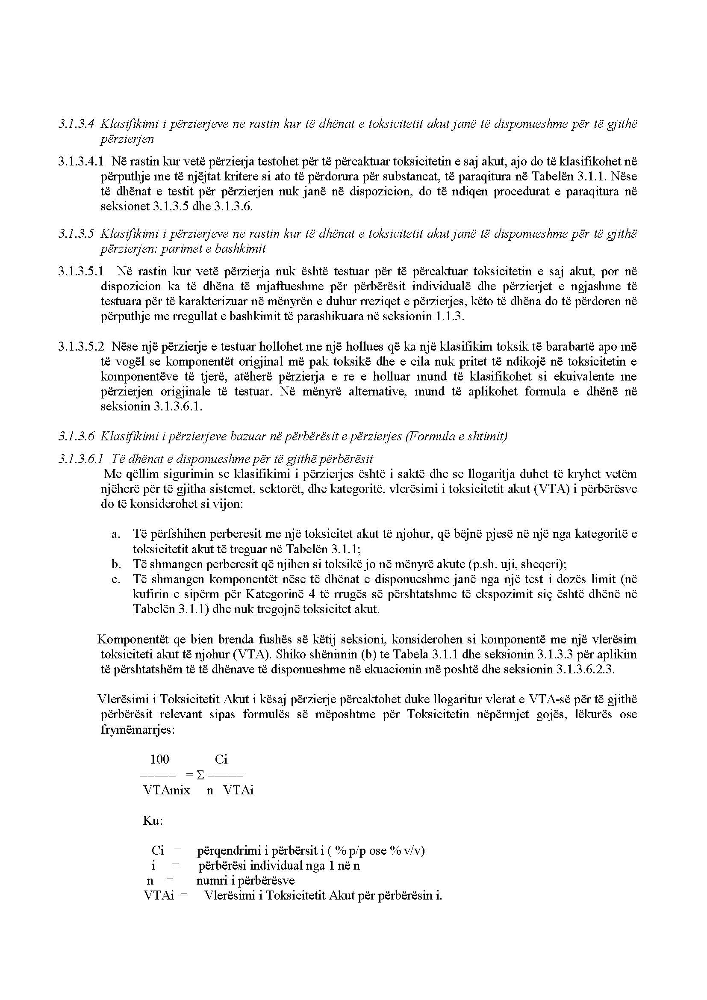 3.1.3.4 Klasifikimi i përzierjeve ne rastin kur të dhënat e toksicitetit akut janë të disponueshme për të gjithë
përzierjen
3.1.3.4.1 Në rastin kur vetë përzierja testohet për të përcaktuar toksicitetin e saj akut, ajo do të klasifikohet në
përputhje me të njëjtat kritere si ato të përdorura për substancat, të paraqitura në Tabelën 3.1.1. Nëse
të dhënat e testit për përzierjen nuk janë në dispozicion, do të ndiqen procedurat e paraqitura në
seksionet 3.1.3.5 dhe 3.1.3.6.
3.1.3.5 Klasifikimi i përzierjeve ne rastin kur të dhënat e toksicitetit akut janë të disponueshme për të gjithë
përzierjen: parimet e bashkimit
3.1.3.5.1 Në rastin kur vetë përzierja nuk është testuar për të përcaktuar toksicitetin e saj akut, por në
dispozicion ka të dhëna të mjaftueshme për përbërësit individualë dhe përzierjet e ngjashme të
testuara për të karakterizuar në mënyrën e duhur rreziqet e përzierjes, këto të dhëna do të përdoren në
përputhje me rregullat e bashkimit të parashikuara në seksionin 1.1.3.
3.1.3.5.2 Nëse një përzierje e testuar hollohet me një hollues që ka një klasifikim toksik të barabartë apo më
të vogël se komponentët origjinal më pak toksikë dhe e cila nuk pritet të ndikojë në toksicitetin e
komponentëve të tjerë, atëherë përzierja e re e holluar mund të klasifikohet si ekuivalente me
përzierjen origjinale të testuar. Në mënyrë alternative, mund të aplikohet formula e dhënë në
seksionin 3.1.3.6.1.
3.1.3.6 Klasifikimi i përzierjeve bazuar në përbërësit e përzierjes (Formula e shtimit)
3.1.3.6.1 Të dhënat e disponueshme për të gjithë përbërësit
Me qëllim sigurimin se klasifikimi i përzierjes është i saktë dhe se llogaritja duhet të kryhet vetëm
njëherë për të gjitha sistemet, sektorët, dhe kategoritë, vlerësimi i toksicitetit akut (VTA) i përbërësve
do të konsiderohet si vijon:
a. Të përfshihen perberesit me një toksicitet akut të njohur, që bëjnë pjesë në një nga kategoritë e
toksicitetit akut të treguar në Tabelën 3.1.1;
b. Të shmangen perberesit që njihen si toksikë jo në mënyrë akute (p.sh. uji, sheqeri);
c. Të shmangen komponentët nëse të dhënat e disponueshme janë nga një test i dozës limit (në
kufirin e sipërm për Kategorinë 4 të rrugës së përshtatshme të ekspozimit siç është dhënë në
Tabelën 3.1.1) dhe nuk tregojnë toksicitet akut.
Komponentët qe bien brenda fushës së këtij seksioni, konsiderohen si komponentë me një vlerësim
toksiciteti akut të njohur (VTA). Shiko shënimin (b) te Tabela 3.1.1 dhe seksionin 3.1.3.3 për aplikim
të përshtatshëm të të dhënave të disponueshme në ekuacionin më poshtë dhe seksionin 3.1.3.6.2.3.
Vlerësimi i Toksicitetit Akut i kësaj përzierje përcaktohet duke llogaritur vlerat e VTA-së për të gjithë
përbërësit relevant sipas formulës së mëposhtme për Toksicitetin nëpërmjet gojës, lëkurës ose
frymëmarrjes:
100 Ci
––––– = Σ –––––
VTAmix n VTAi
Ku:
Ci = përqendrimi i përbërsit i ( % p/p ose % v/v)
i = përbërësi individual nga 1 në n
n = numri i përbërësve
VTAi = Vlerësimi i Toksicitetit Akut për përbërësin i.